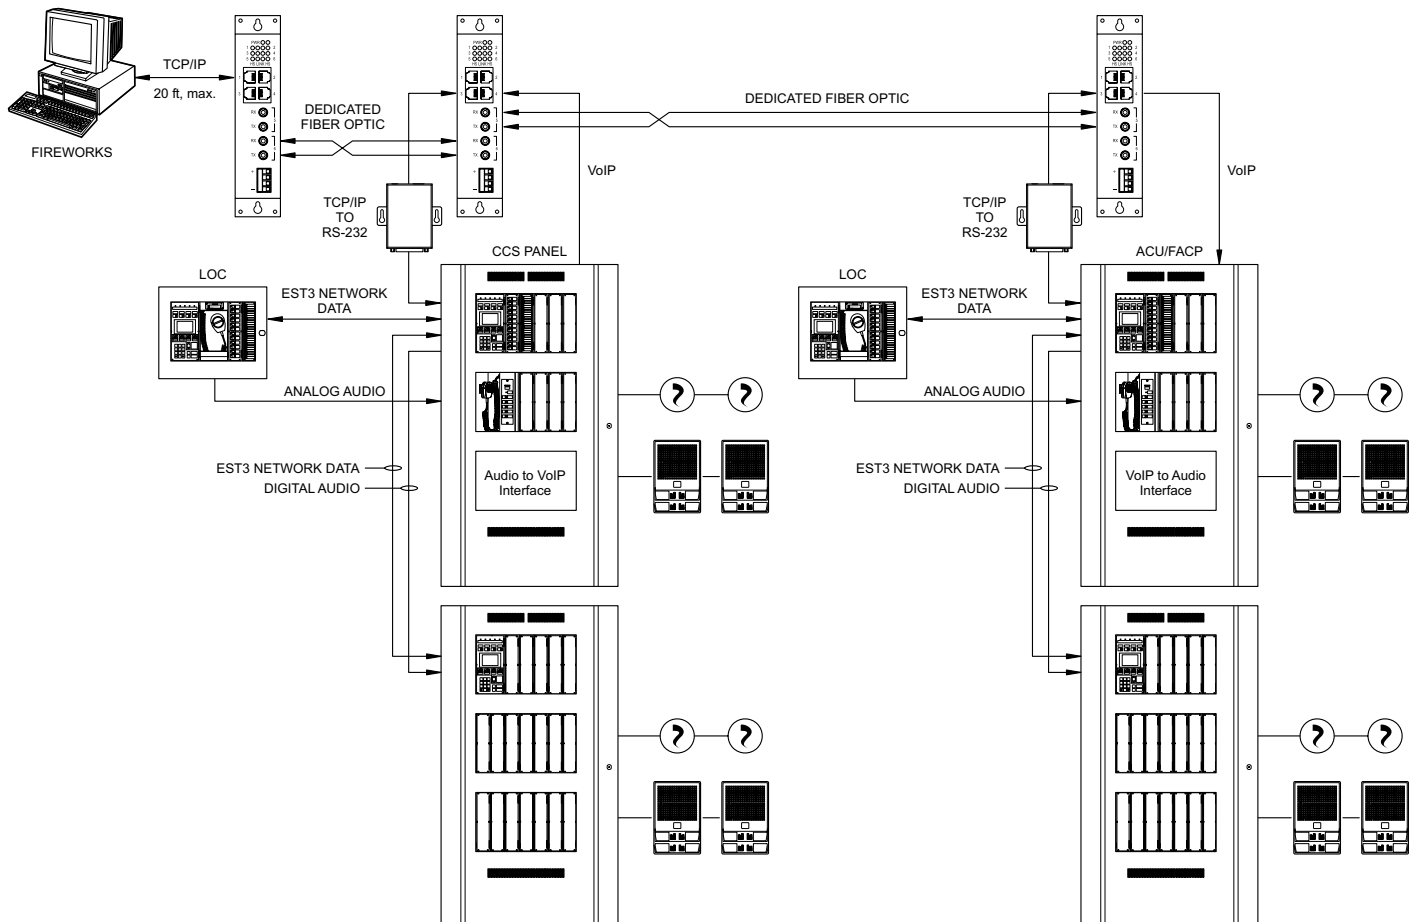 TCP/IP
20 ft, max.
FIREWORKS
DEDICATED
FIBER OPTIC
DEDICATED FIBER OPTIC
VoIP
VoIP
TCP/IP
TO
RS-232
TCP/IP
TO
RS-232
CCS PANEL
ACU/FACP
LOC
EST3 NETWORK
DATA
LOC
EST3 NETWORK
DATA
ANALOG AUDIO
ANALOG AUDIO
EST3 NETWORK DATA
DIGITAL AUDIO
Audio to VoIP
Interface
EST3 NETWORK DATA
DIGITAL AUDIO
VoIP to Audio
Interface